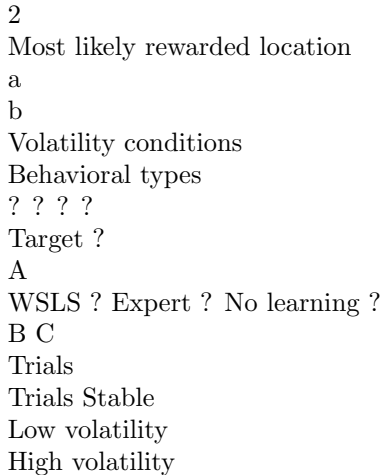 2
Most likely rewarded location
a
b
Volatility conditions
Behavioral types
? ? ? ?
Target ?
A
WSLS ? Expert ? No learning ?
B C
Trials
Trials Stable
Low volatility
High volatility